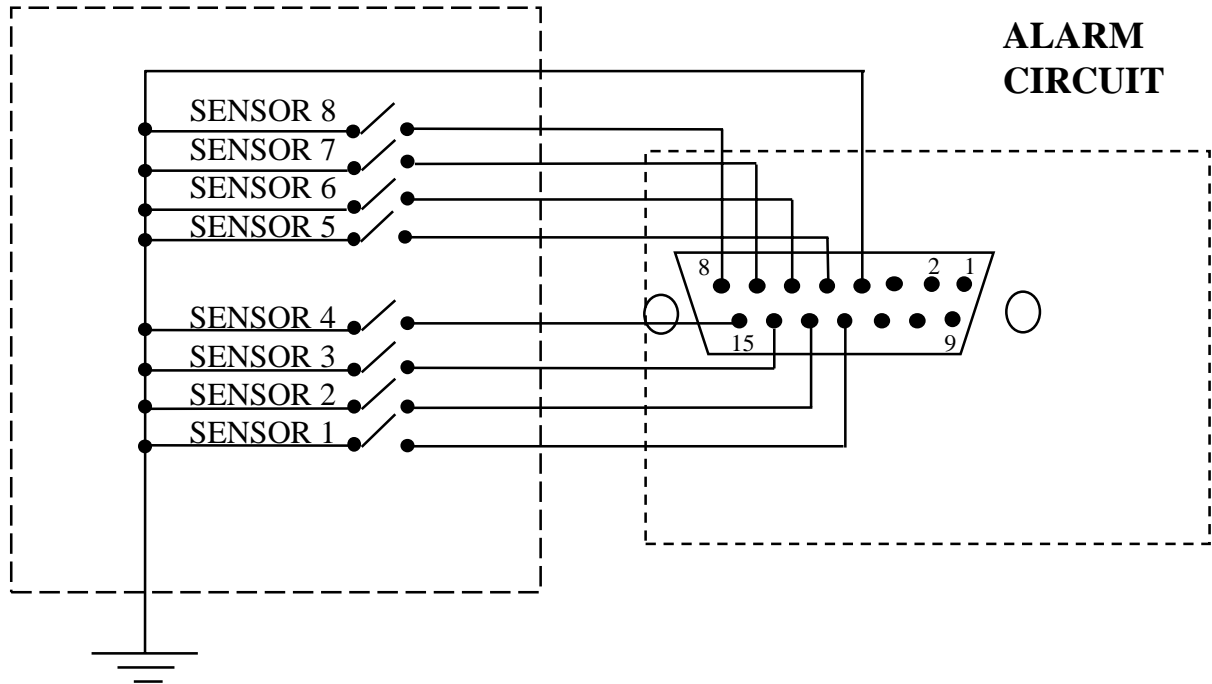 ALARM
CIRCUIT
SENSOR 8
SENSOR 7
SENSOR 6
SENSOR 5
8 2 1
SENSOR 4
15 9
SENSOR 3
SENSOR 2
SENSOR 1